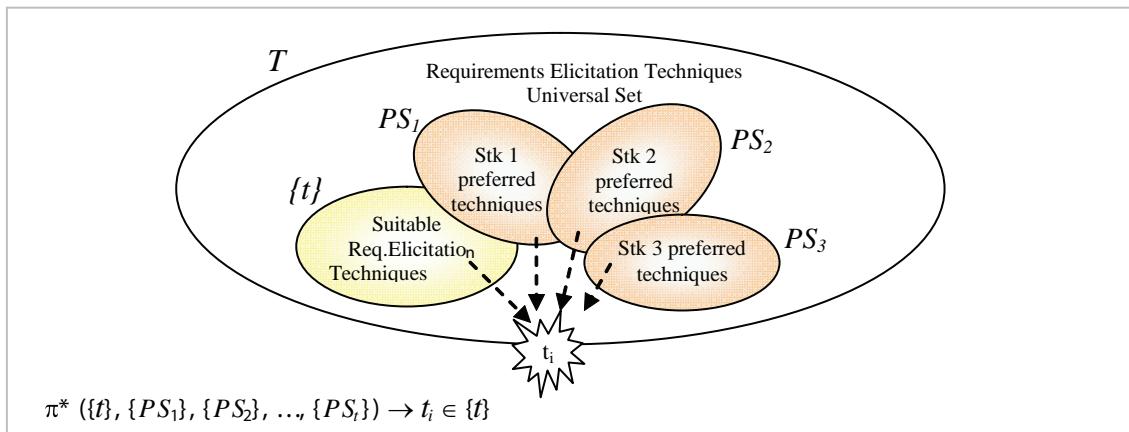 T
Requirements Elicitation Techniques
Universal Set
PS₁
Stk 1
preferred
techniques
Stk 2
preferred
techniques
PS₂
{t}
Suitable
Req.Elicitation
Techniques
Stk 3 preferred
techniques
PS₃
tᵢ
π* ({t}, {PS₁}, {PS₂}, ..., {PSₜ}) → tᵢ ∈ {t}